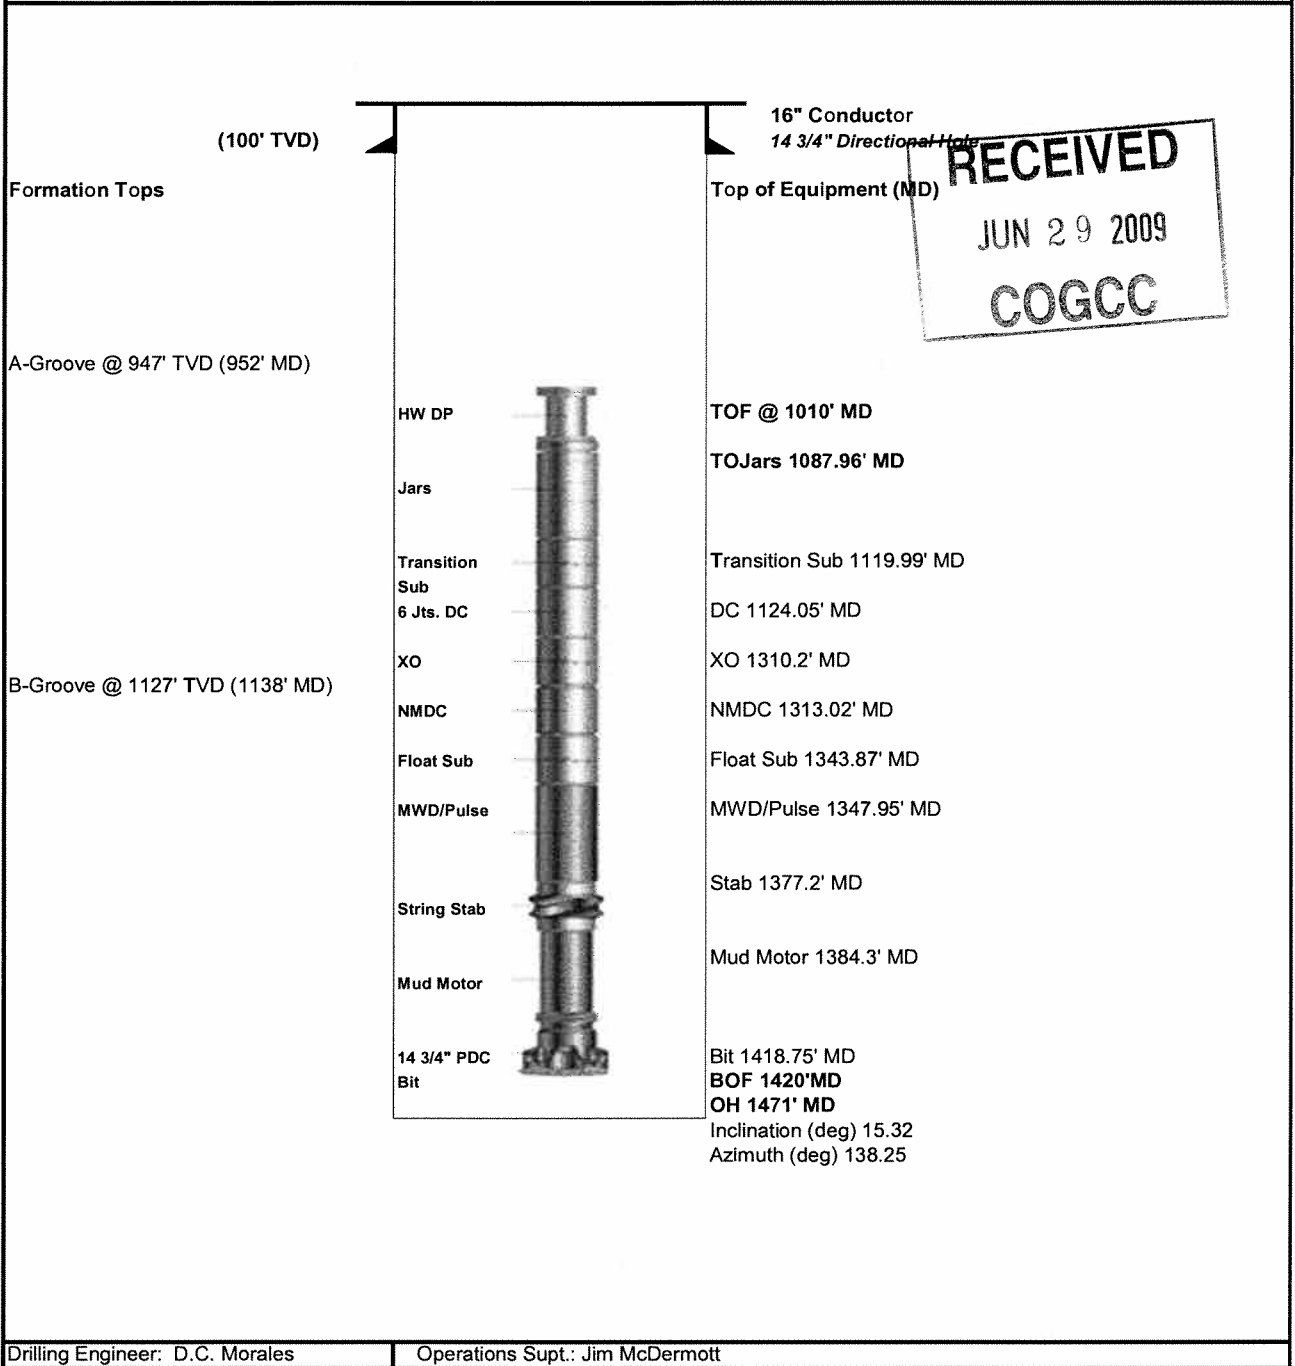 16" Conductor
(100' TVD)
14 3/4" Directional Hole
RECEIVED
JUN 29 2009
COGCC
Formation Tops
Top of Equipment (MD)
A-Groove @ 947' TVD (952' MD)
HW DP
TOF @ 1010' MD
TOJars 1087.96' MD
Jars
Transition
Sub
Transition Sub 1119.99' MD
6 Jts. DC
DC 1124.05' MD
XO
XO 1310.2' MD
B-Groove @ 1127' TVD (1138' MD)
NMDC
NMDC 1313.02' MD
Float Sub
Float Sub 1343.87' MD
MWD/Pulse
MWD/Pulse 1347.95' MD
Stab 1377.2' MD
String Stab
Mud Motor 1384.3' MD
Mud Motor
14 3/4" PDC
Bit
Bit 1418.75' MD
BOF 1420'MD
OH 1471' MD
Inclination (deg) 15.32
Azimuth (deg) 138.25
Drilling Engineer: D.C. Morales
Operations Supt.: Jim McDermott